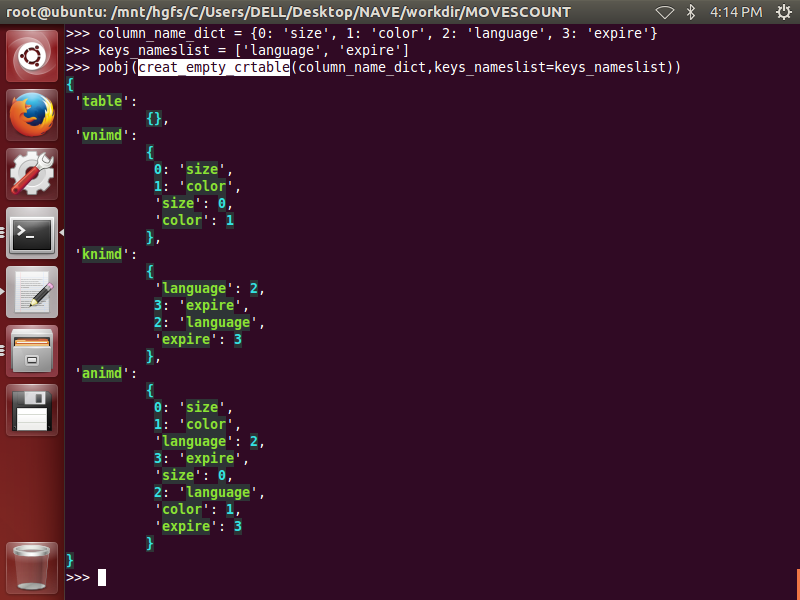 root@ubuntu: /mnt/hgfs/C/Users/DELL/Desktop/NAVE/workdir/MOVESCOUNT
4:14 PM
>>> column_name_dict = {0: 'size', 1: 'color', 2: 'language', 3: 'expire'}
>>> keys_nameslist = ['language', 'expire']
>>> pobj(creat_empty_crtable(column_name_dict,keys_nameslist=keys_nameslist))
{
'table':
{},
'vnimd':
{
0: 'size',
1: 'color',
'size': 0,
'color': 1
},
'knimd':
{
'language': 2,
3: 'expire',
2: 'language',
'expire': 3
},
'animd':
{
0: 'size',
1: 'color',
'language': 2,
3: 'expire',
'size': 0,
2: 'language',
'color': 1,
'expire': 3
}
}
>>>